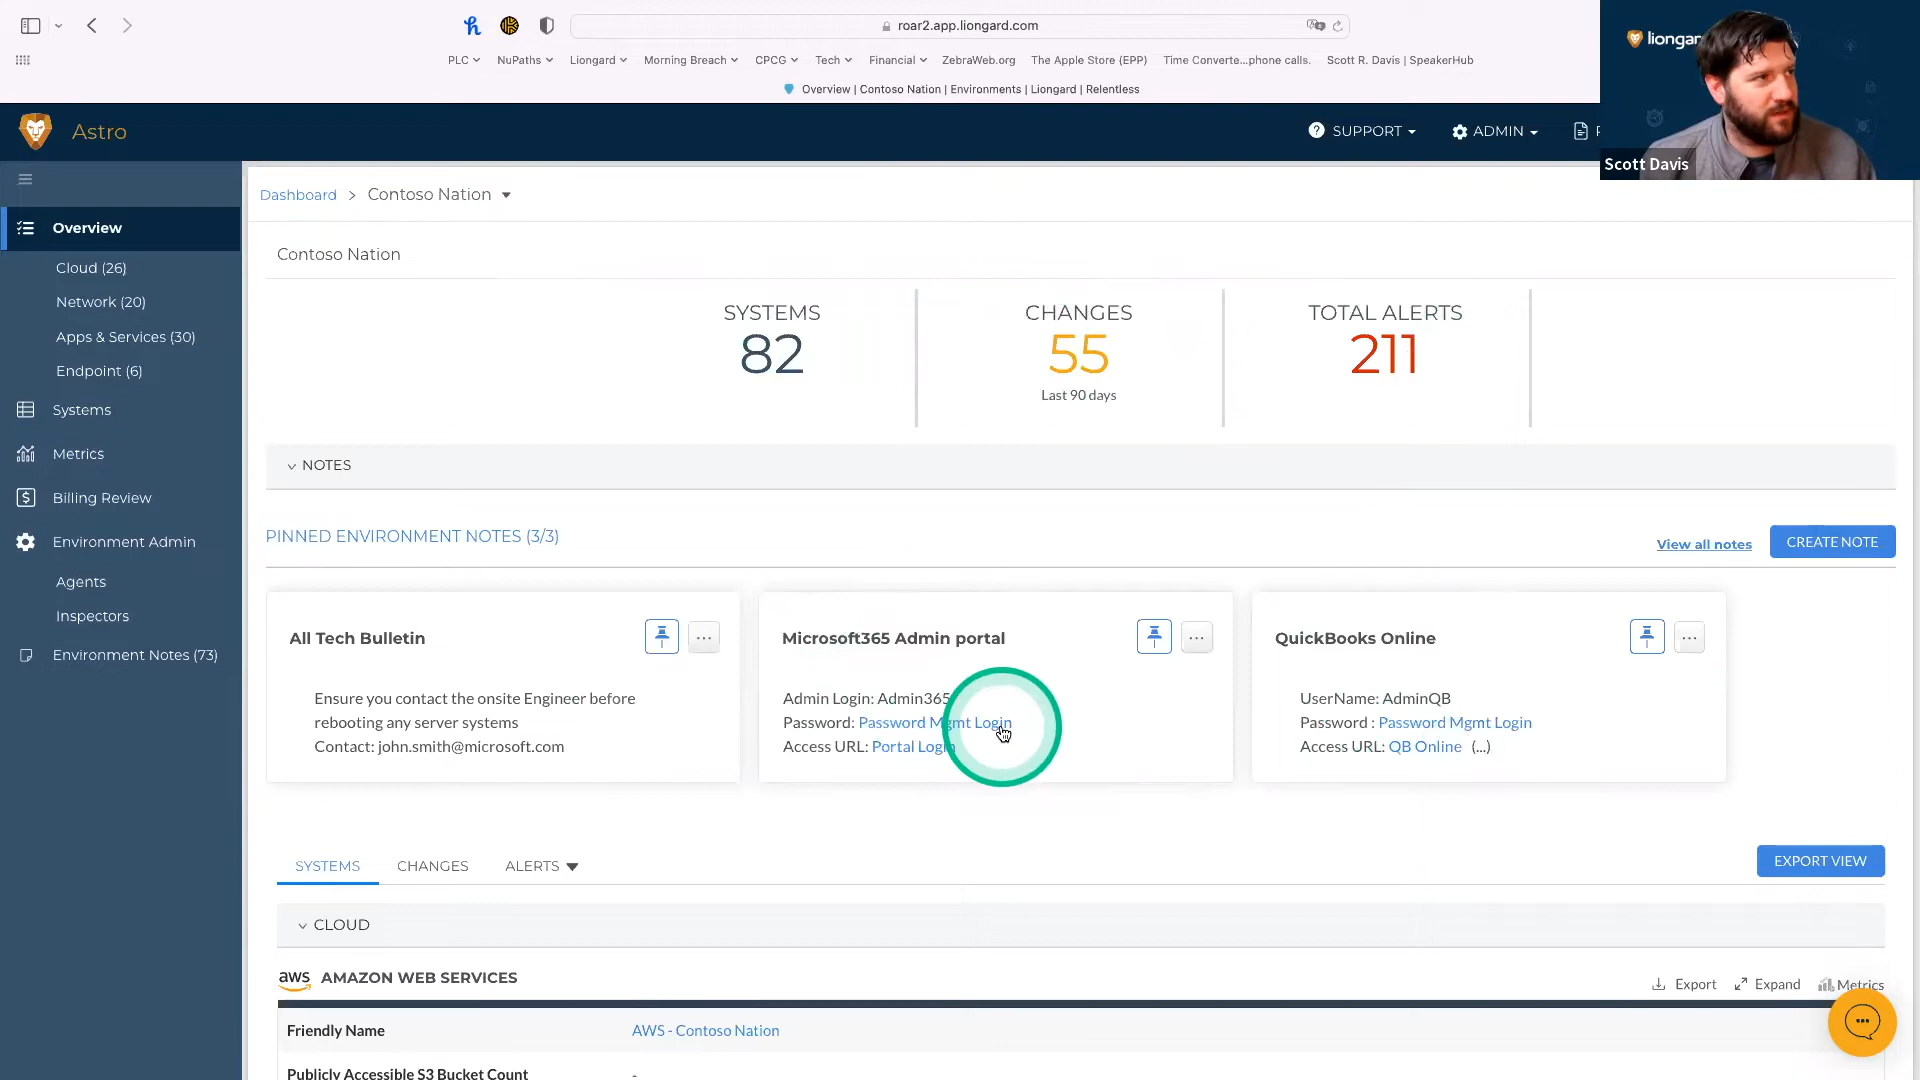 roar2.app.liongard.com
PLC NuPaths Liongard Morning Breach CPCG Tech Financial ZebraWeb.org The Apple Store (EPP) Time Converte...phone calls. Scott R. Davis | SpeakerHub
Overview | Contoso Nation | Environments | Liongard | Relentless
Astro
SUPPORT ADMIN
Scott Davis
Dashboard > Contoso Nation
Overview
Cloud (26)
Network (20)
Apps & Services (30)
Endpoint (6)
Systems
Metrics
Billing Review
Environment Admin
Agents
Inspectors
Environment Notes (73)
Contoso Nation
SYSTEMS
82
CHANGES
55
Last 90 days
TOTAL ALERTS
211
NOTES
PINNED ENVIRONMENT NOTES (3/3)
View all notes
CREATE NOTE
All Tech Bulletin
Ensure you contact the onsite Engineer before
rebooting any server systems
Contact: john.smith@microsoft.com
Microsoft365 Admin portal
Admin Login: Admin365
Password: Password Mgmt Login
Access URL: Portal Login
QuickBooks Online
UserName: AdminQB
Password : Password Mgmt Login
Access URL: QB Online (...)
SYSTEMS CHANGES ALERTS
EXPORT VIEW
CLOUD
aws AMAZON WEB SERVICES
Export Expand Metrics
Friendly Name AWS - Contoso Nation
Publicly Accessible S3 Bucket Count -